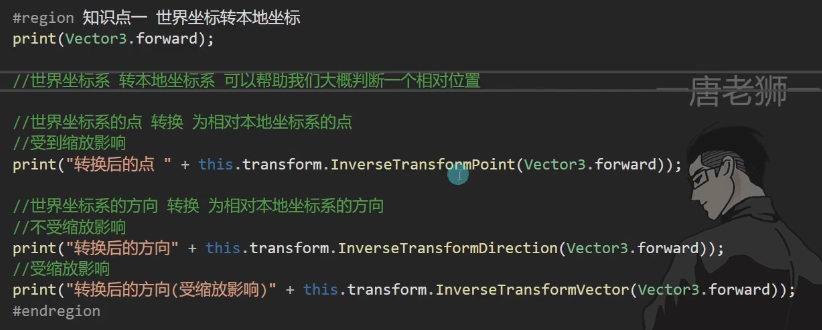 #region 知识点一 世界坐标转本地坐标
print(Vector3.forward);
//世界坐标系 转本地坐标系 可以帮助我们大概判断一个相对位置
唐老狮
//世界坐标系的点 转换 为相对本地坐标系的点
//受到缩放影响
print("转换后的点 " + this.transform.InverseTransformPoint(Vector3.forward));
//世界坐标系的方向 转换 为相对本地坐标系的方向
//不受缩放影响
print("转换后的方向" + this.transform.InverseTransformDirection(Vector3.forward));
//受缩放影响
print("转换后的方向(受缩放影响)" + this.transform.InverseTransformVector(Vector3.forward));
#endregion